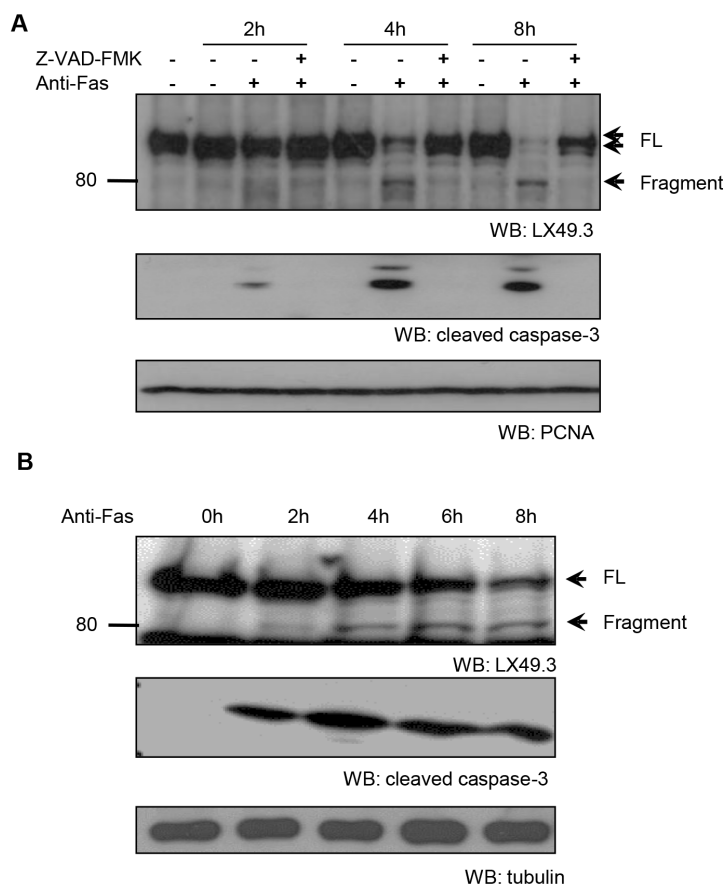 A
2h 4h 8h
Z-VAD-FMK - - - + - - + - - +
Anti-Fas - - + + - + + - + +
FL
80
Fragment
WB: LX49.3
WB: cleaved caspase-3
WB: PCNA
B
Anti-Fas 0h 2h 4h 6h 8h
FL
80
Fragment
WB: LX49.3
WB: cleaved caspase-3
WB: tubulin